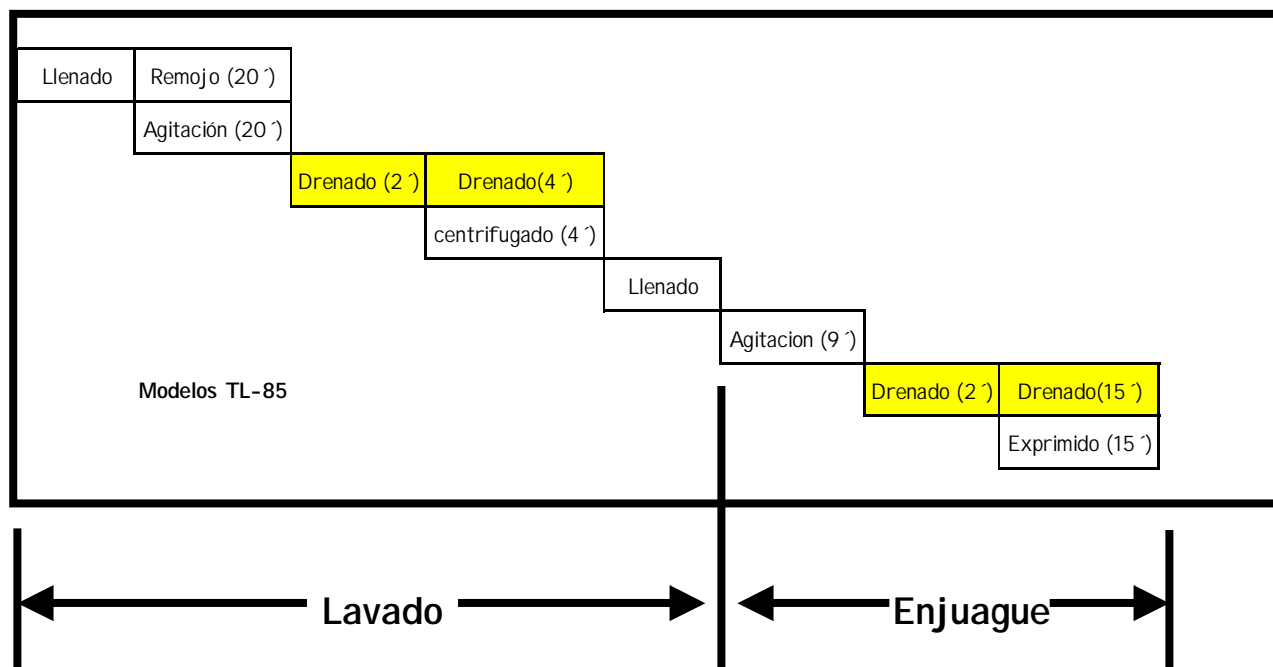 Llenado
Remojo (20 ´)
Agitación (20 ´)
Drenado (2 ´)
Drenado(4 ´)
centrifugado (4 ´)
Llenado
Agitacion (9 ´)
Modelos TL-85
Drenado (2 ´)
Drenado(15 ´)
Exprimido (15 ´)
Lavado
Enjuague